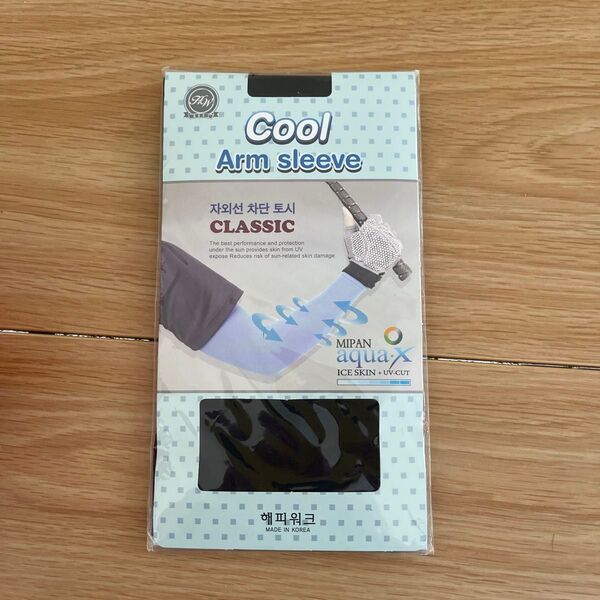 HW
Cool
Arm sleeve
자외선 차단 토시
CLASSIC
The best performance and protection
under the sun provides skin from UV
expose Reduces risk of sun-related skin damage
MIPAN
aqua-X
ICE SKIN + UV-CUT
해피워크
MADE IN KOREA